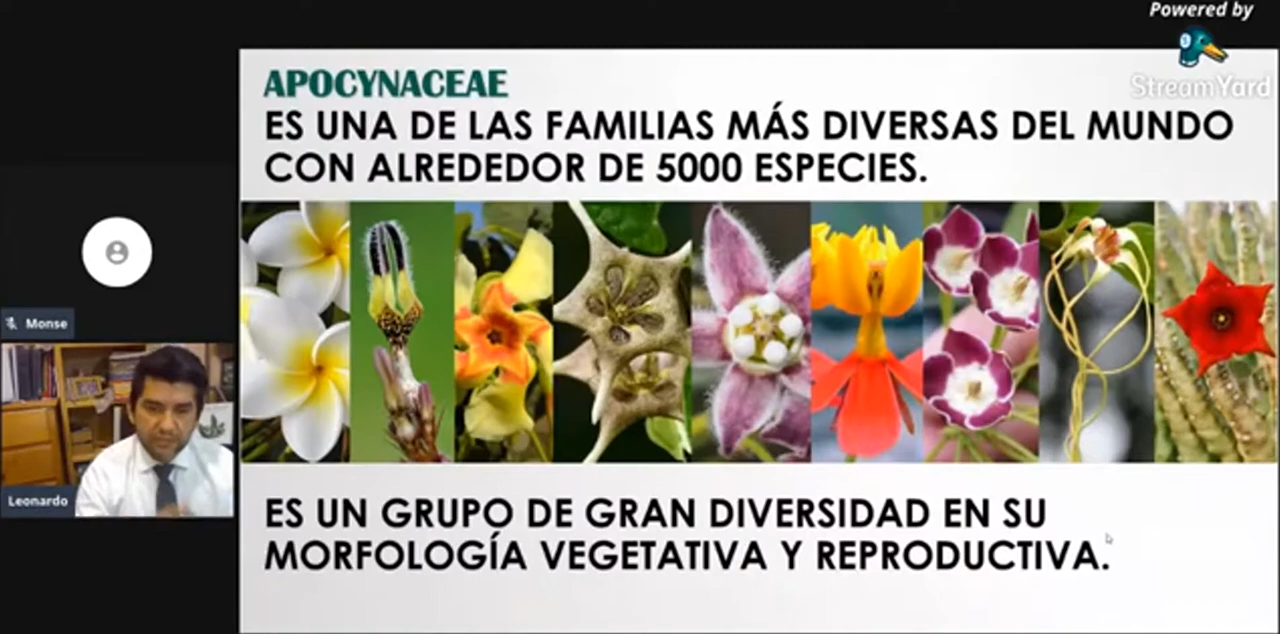 Powered by
StreamYard
APOCYNACEAE
ES UNA DE LAS FAMILIAS MÁS DIVERSAS DEL MUNDO
CON ALREDEDOR DE 5000 ESPECIES.
Monse
Leonardo
ES UN GRUPO DE GRAN DIVERSIDAD EN SU
MORFOLOGÍA VEGETATIVA Y REPRODUCTIVA.